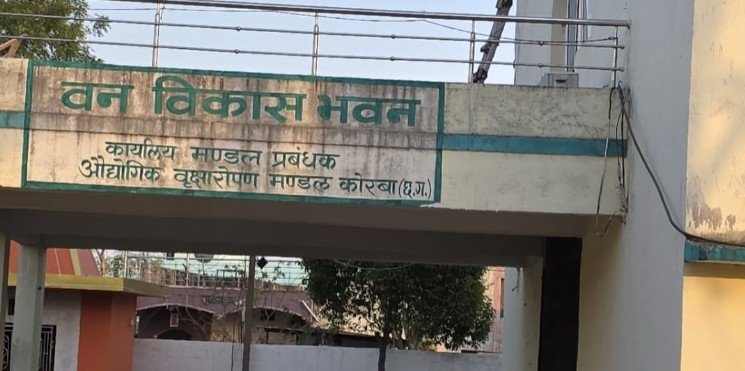 वन विकास भवन
कार्यालय मण्डल प्रबंधक
औद्योगिक वृक्षारोपण मण्डल कोरबा (छ.ग.)